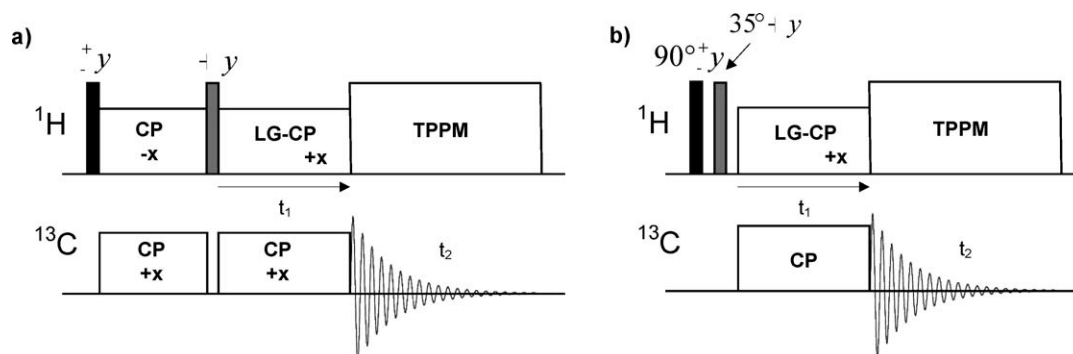 a)
± y
+ y
¹H
CP
-x
LG-CP
+x
TPPM
t₁
¹³C
CP
+x
CP
+x
t₂
b)
35° + y
90° ± y
¹H
LG-CP
+x
TPPM
t₁
¹³C
CP
t₂